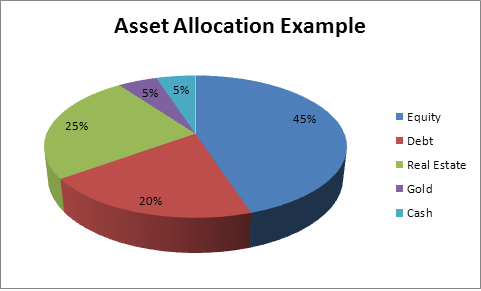 Asset Allocation Example
5%
5%
45%
25%
20%
Equity
Debt
Real Estate
Gold
Cash